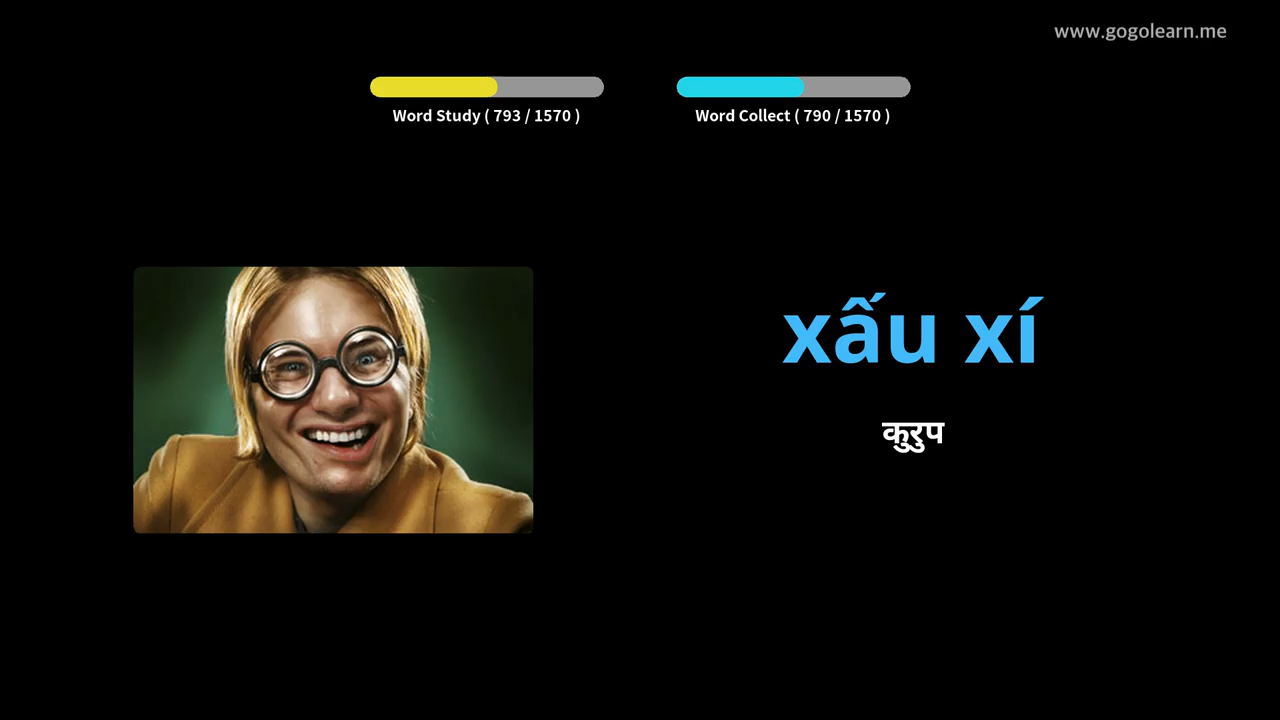 www.gogolearn.me
Word Study ( 793 / 1570 )
Word Collect ( 790 / 1570 )
xấu xí
कुरुप